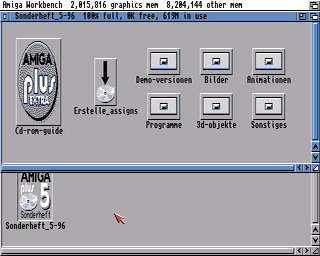 Amiga Workbench 2,015,816 graphics mem 8,204,144 other mem
Sonderheft_5-96 100% full, 0K free, 619M in use
AMIGA
plus
EXTRA
Cd-rom-guide
Erstelle_assigns
Demo-versionen Bilder Animationen
Programme 3d-objekte Sonstiges
AMIGA
plus 5
Sonderheft
Sonderheft_5-96